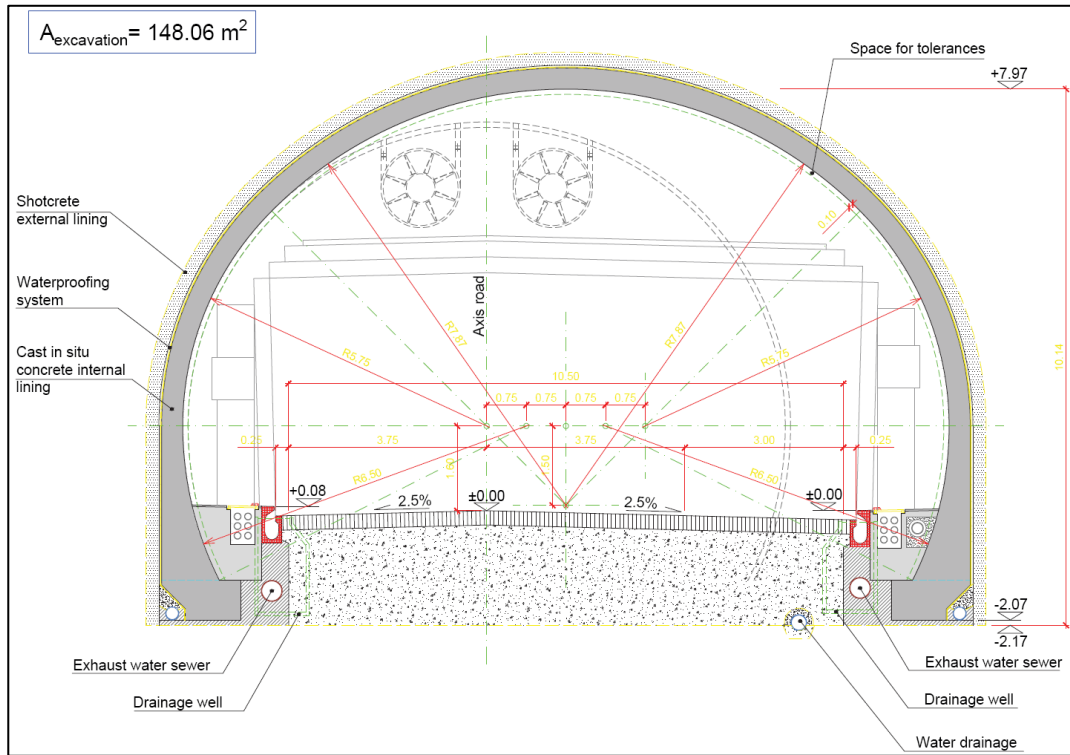 A excavation = 148.06 m²
Space for tolerances
+7.97
Shotcrete
external lining
Waterproofing
system
Cast in situ
concrete internal
lining
Axis road
0.10
R7.87
R7.87
R5.75
R5.75
10.14
10.50
0.75
0.75
0.75
0.75
0.25
3.75
3.75
3.00
0.25
R6.50
R6.50
+0.08
2.5%
±0.00
2.5%
±0.00
-2.07
-2.17
Exhaust water sewer
Drainage well
Exhaust water sewer
Drainage well
Water drainage